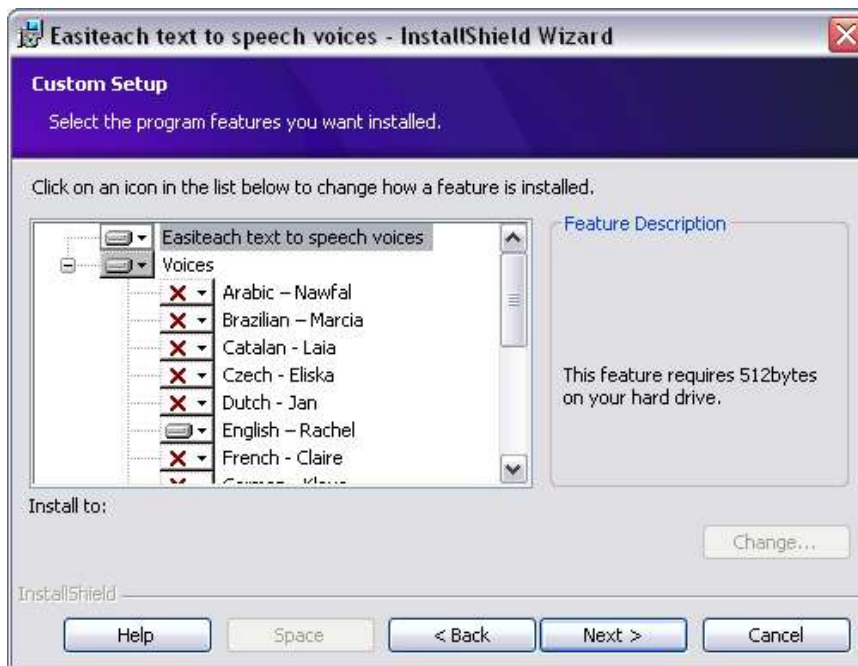 Easiteach text to speech voices - InstallShield Wizard
Custom Setup
Select the program features you want installed.
Click on an icon in the list below to change how a feature is installed.
Easiteach text to speech voices
Voices
Arabic – Nawfal
Brazilian – Marcia
Catalan - Laia
Czech - Eliska
Dutch - Jan
English – Rachel
French - Claire
Feature Description
This feature requires 512bytes
on your hard drive.
Install to:
Change...
InstallShield
Help
Space
< Back
Next >
Cancel